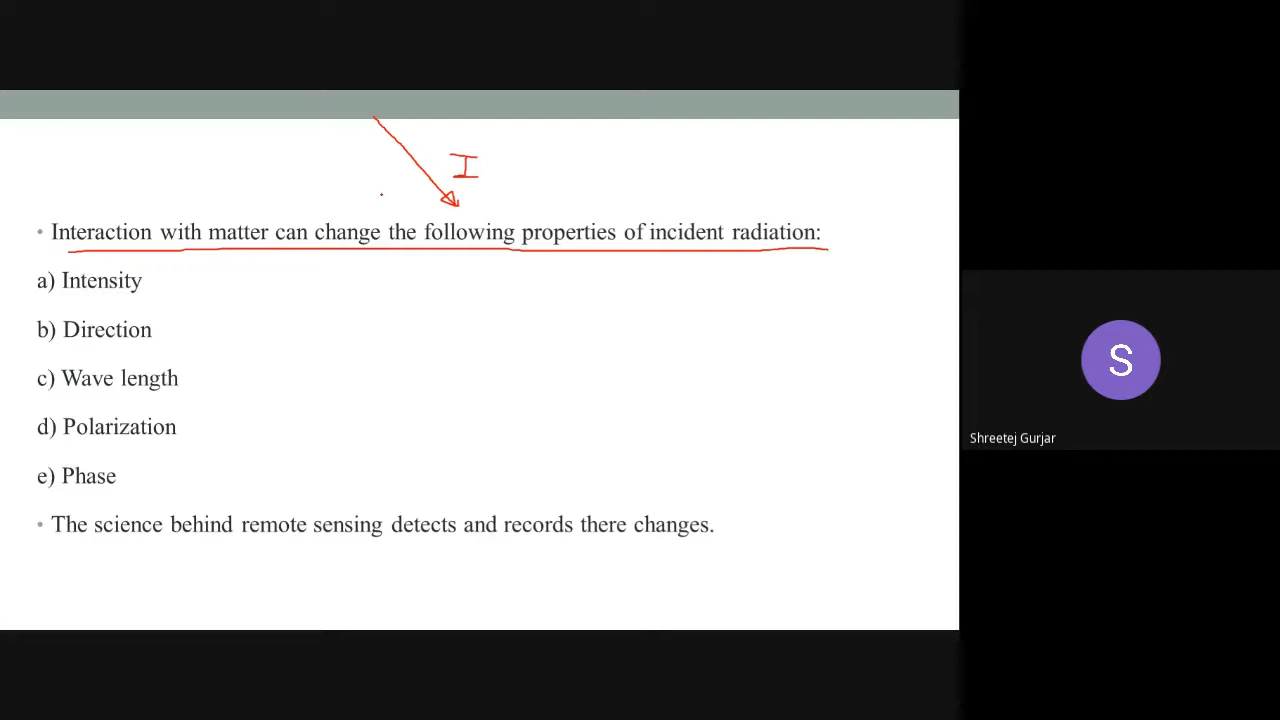 I
• Interaction with matter can change the following properties of incident radiation:
a) Intensity
b) Direction
c) Wave length
d) Polarization
e) Phase
• The science behind remote sensing detects and records there changes.
S
Shreetej Gurjar